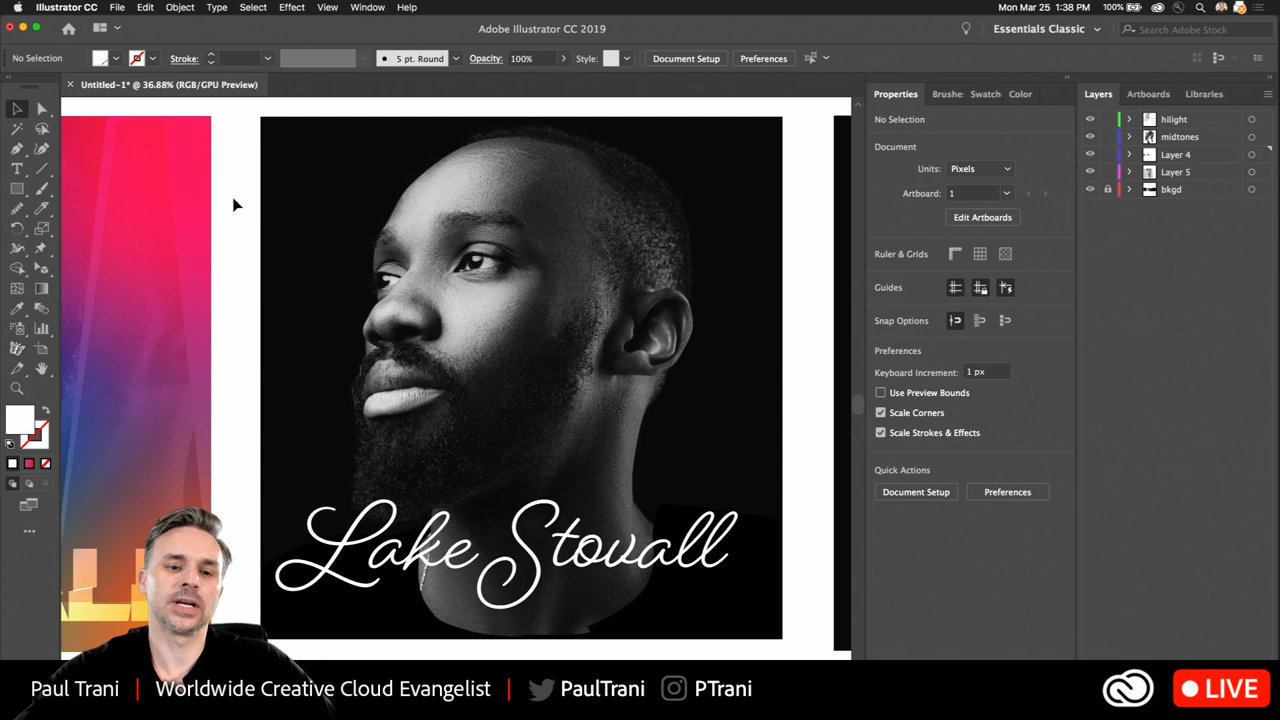 Illustrator CC File Edit Object Type Select Effect View Window Help
100% Mon Mar 25 1:38 PM
Adobe Illustrator CC 2019
Essentials Classic
Search Adobe Stock
No Selection
Stroke:
5 pt. Round
Opacity: 100%
Style:
Document Setup
Preferences
× Untitled-1* @ 36.88% (RGB/GPU Preview)
Properties Brushe: Swatch Color
No Selection
Document
Units: Pixels
Artboard: 1
Edit Artboards
Ruler & Grids
Guides
Snap Options
Preferences
Keyboard Increment: 1 px
Use Preview Bounds
Scale Corners
Scale Strokes & Effects
Quick Actions
Document Setup Preferences
Layers Artboards Libraries
hilight
midtones
Layer 4
Layer 5
bkgd
Lake Stovall
Paul Trani | Worldwide Creative Cloud Evangelist | PaulTrani PTrani
LIVE